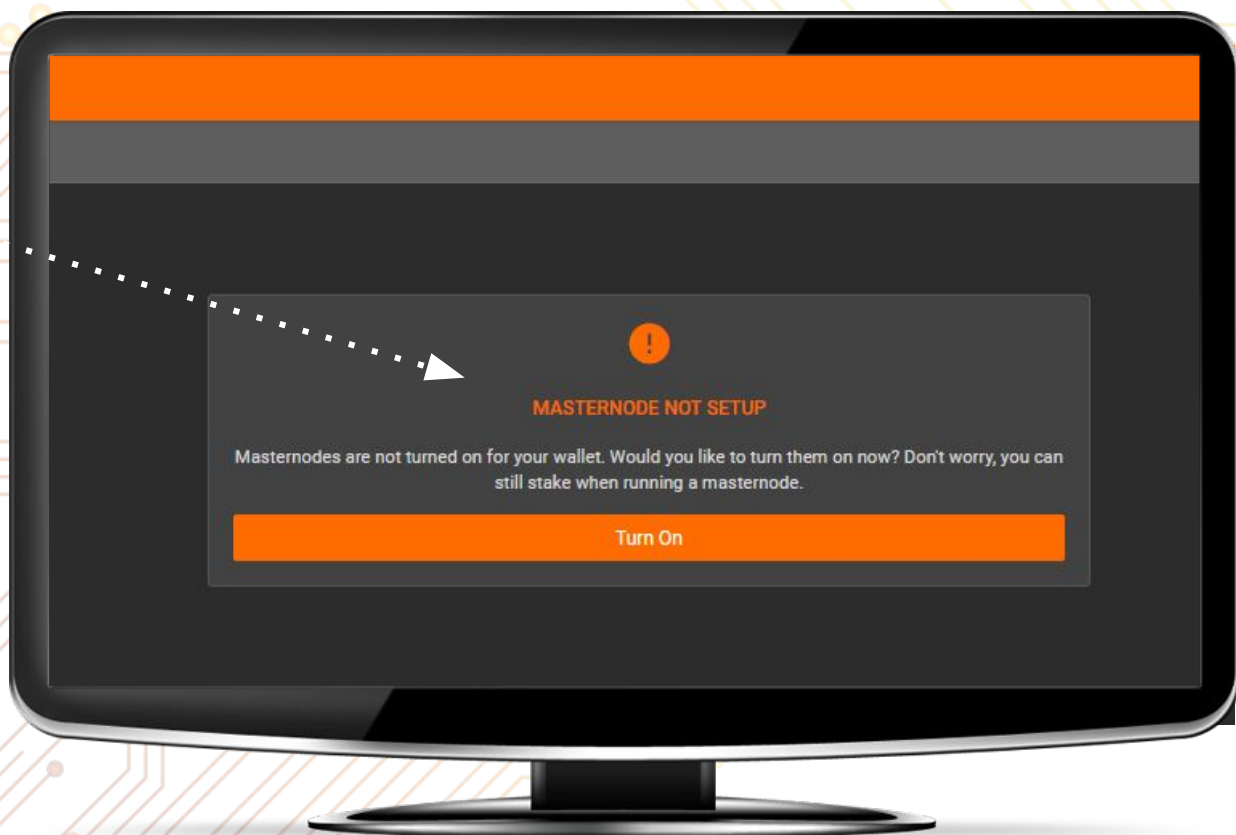 MASTERNODE NOT SETUP
Masternodes are not turned on for your wallet. Would you like to turn them on now? Don't worry, you can
still stake when running a masternode.
Turn On